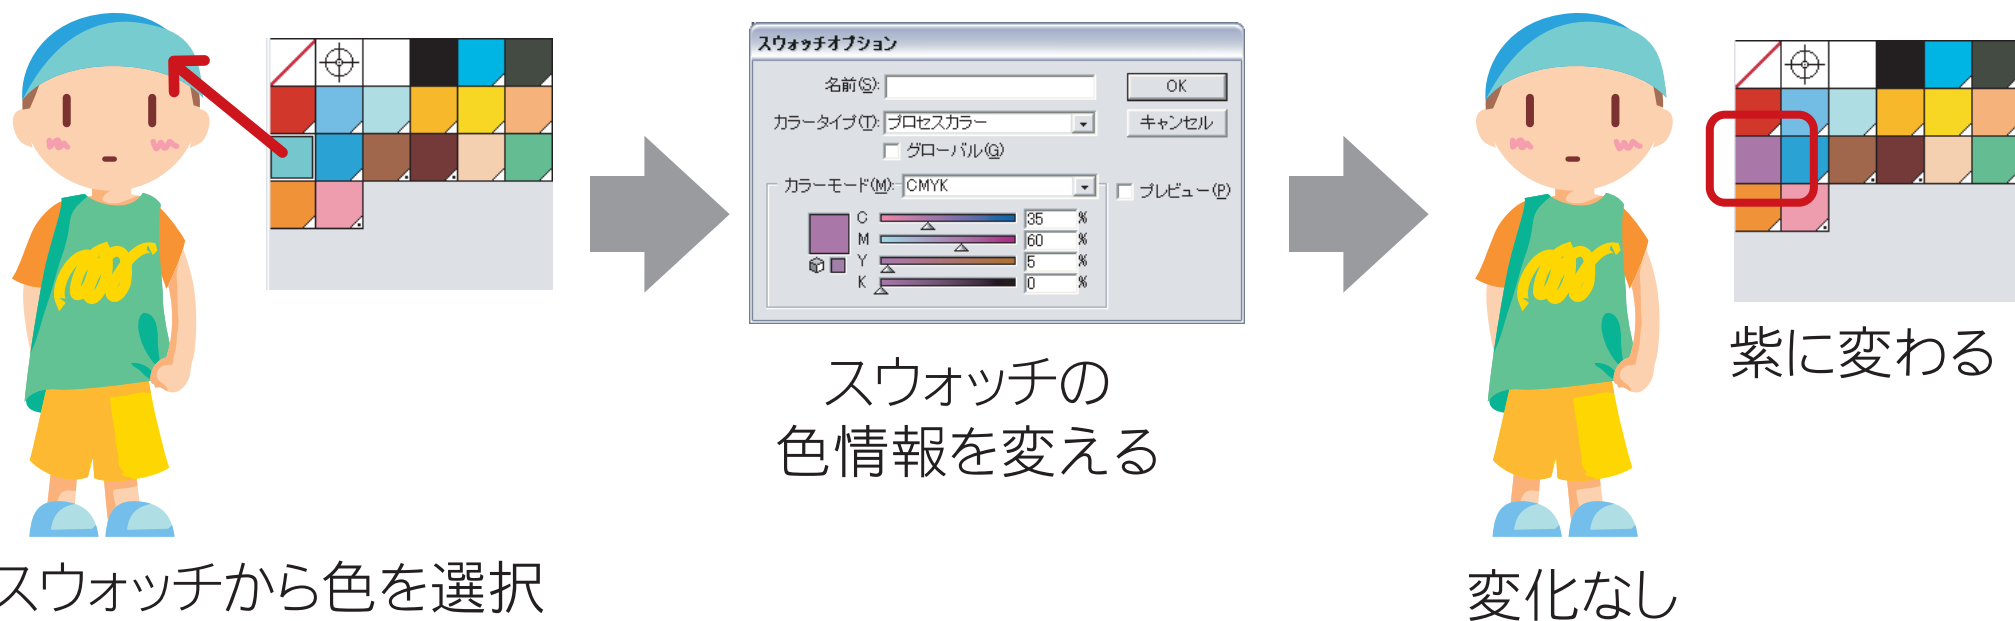 スウォッチから色を選択
スウォッチオプション
名前(S):
OK
カラータイプ(T): プロセスカラー
キャンセル
グローバル(G)
カラーモード(M): CMYK
プレビュー(P)
C 35 %
M 60 %
Y 5 %
K 0 %
スウォッチの
色情報を変える
紫に変わる
変化なし